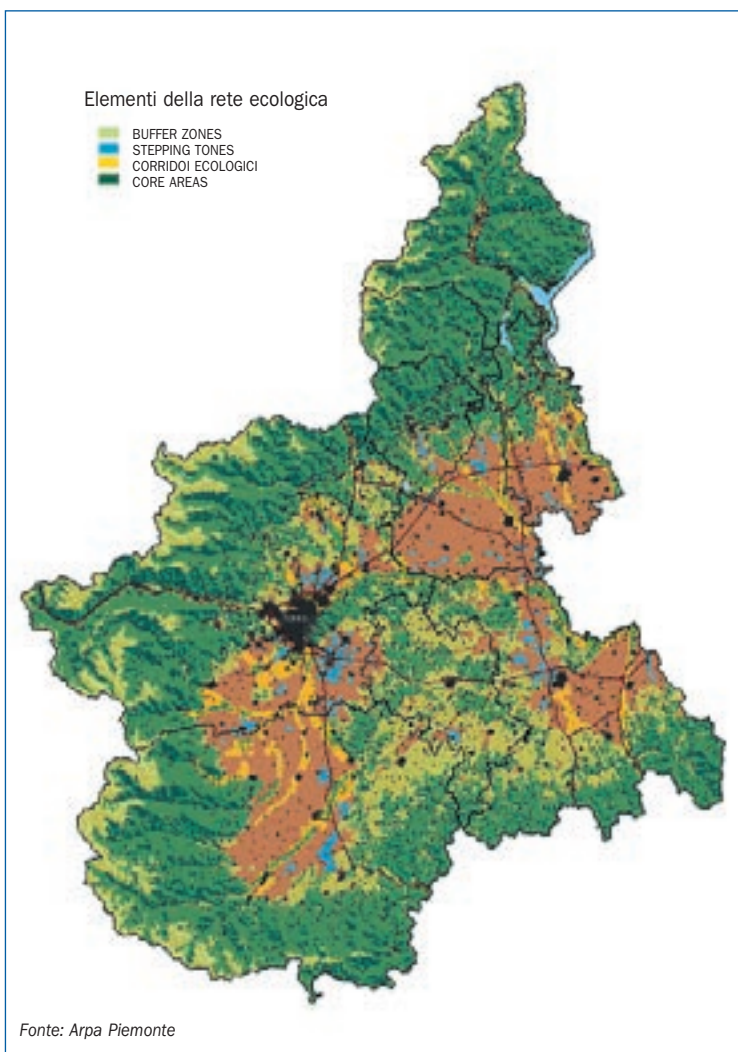 Elementi della rete ecologica
BUFFER ZONES
STEPPING TONES
CORRIDOI ECOLOGICI
CORE AREAS
Fonte: Arpa Piemonte